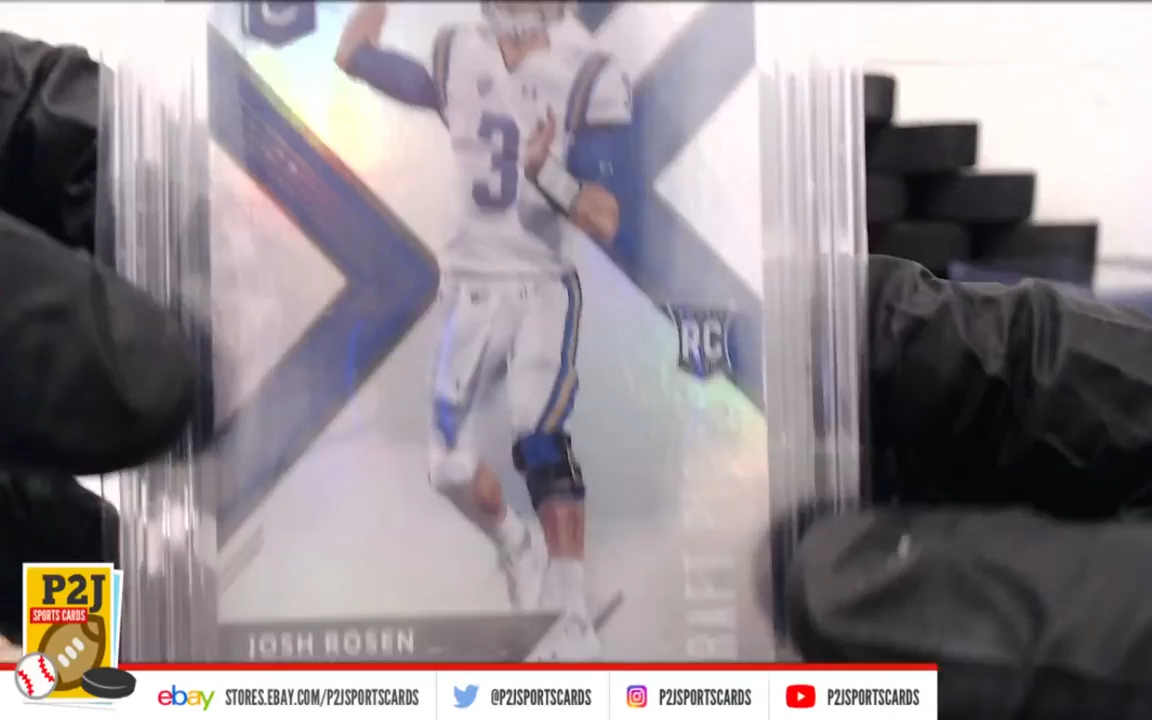 3
RC
JOSH ROSEN
P2J
SPORTS CARDS
ebay STORES.EBAY.COM/P2JSPORTSCARDS
@P2JSPORTSCARDS
P2JSPORTSCARDS
P2JSPORTSCARDS